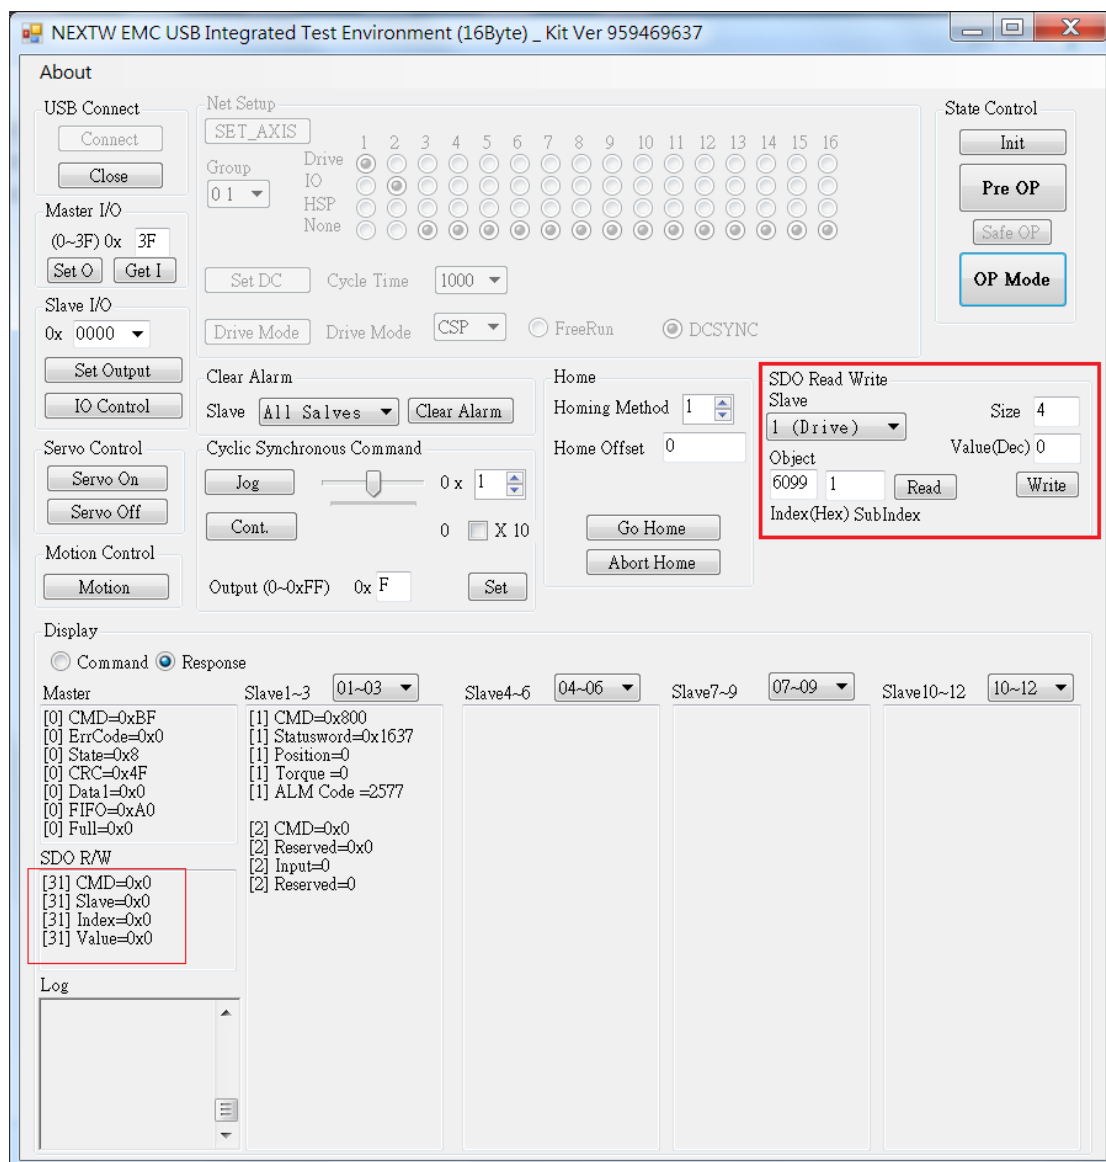 NEXTW EMC USB Integrated Test Environment (16Byte) _ Kit Ver 959469637
About
USB Connect
Connect
Close
Master I/O
(0~3F) 0x 3F
Set O Get I
Slave I/O
0x 0000
Set Output
IO Control
Servo Control
Servo On
Servo Off
Motion Control
Motion
Net Setup
SET_AXIS
Group
0 1
1 2 3 4 5 6 7 8 9 10 11 12 13 14 15 16
Drive
IO
HSP
None
Set DC Cycle Time 1000
Drive Mode Drive Mode CSP FreeRun DCSYNC
State Control
Init
Pre OP
Safe OP
OP Mode
Clear Alarm
Slave All Salves Clear Alarm
Cyclic Synchronous Command
Jog 0 x 1
Cont. 0 X 10
Output (0~0xFF) 0x F Set
Home
Homing Method 1
Home Offset 0
Go Home
Abort Home
SDO Read Write
Slave
1 (Drive)
Size 4
Value(Dec) 0
Object
6099 1 Read Write
Index(Hex) SubIndex
Display
Command Response
Master
[0] CMD=0xBF
[0] ErrCode=0x0
[0] State=0x8
[0] CRC=0x4F
[0] Data1=0x0
[0] FIFO=0xA0
[0] Full=0x0
SDO R/W
[31] CMD=0x0
[31] Slave=0x0
[31] Index=0x0
[31] Value=0x0
Log
Slave1~3 01~03
[1] CMD=0x800
[1] Statusword=0x1637
[1] Position=0
[1] Torque =0
[1] ALM Code =2577
[2] CMD=0x0
[2] Reserved=0x0
[2] Input=0
[2] Reserved=0
Slave4~6 04~06
Slave7~9 07~09
Slave10~12 10~12